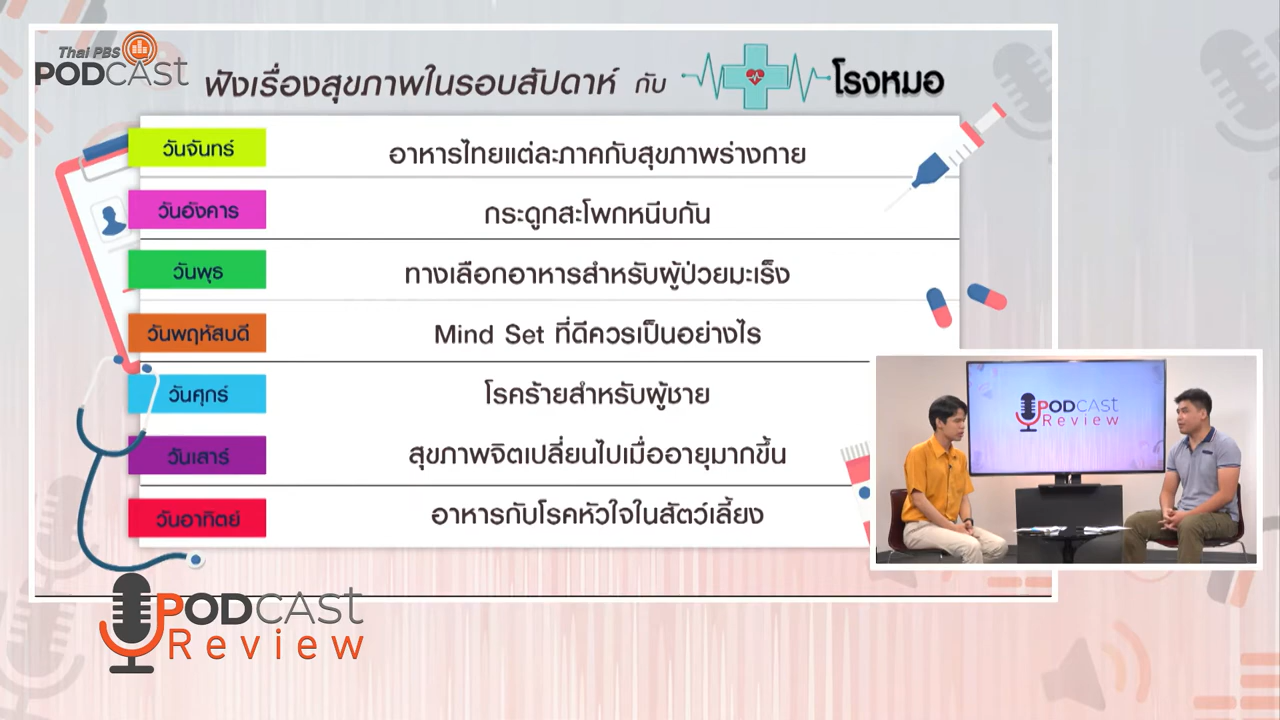 Thai PBS
PODCAST
ฟังเรื่องสุขภาพในรอบสัปดาห์ กับ โรงหมอ
วันจันทร์ อาหารไทยแต่ละภาคกับสุขภาพร่างกาย
วันอังคาร กระดูกสะโพกหนีบกัน
วันพุธ ทางเลือกอาหารสำหรับผู้ป่วยมะเร็ง
วันพฤหัสบดี Mind Set ที่ดีควรเป็นอย่างไร
วันศุกร์ โรคร้ายสำหรับผู้ชาย
วันเสาร์ สุขภาพจิตเปลี่ยนไปเมื่ออายุมากขึ้น
วันอาทิตย์ อาหารกับโรคหัวใจในสัตว์เลี้ยง
PODCAST
Review
PODCAST
Review